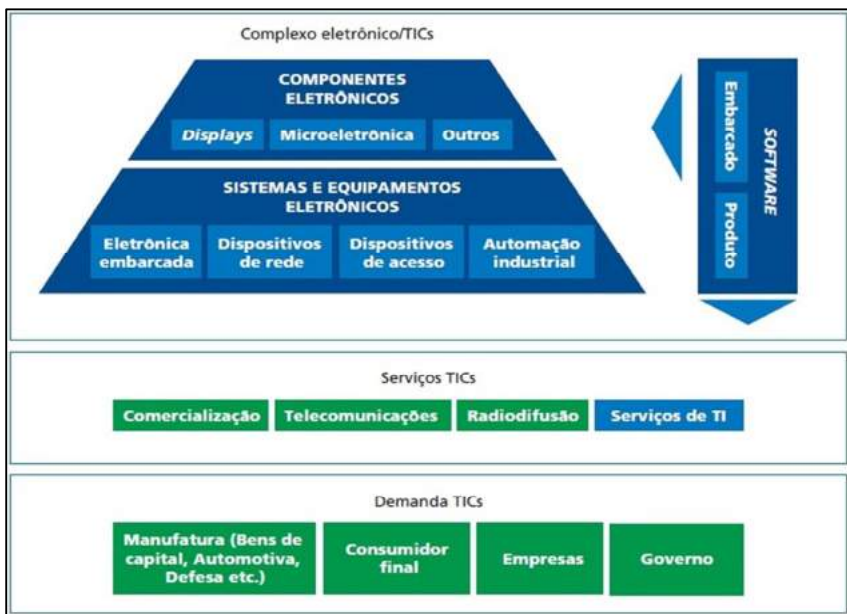 Complexo eletrônico/TICs
COMPONENTES
ELETRÔNICOS
Displays
Microeletrônica
Outros
SISTEMAS E EQUIPAMENTOS
ELETRÔNICOS
Eletrônica
embarcada
Dispositivos
de rede
Dispositivos
de acesso
Automação
industrial
SOFTWARE
Embarcado
Produto
Serviços TICs
Comercialização
Telecomunicações
Radiodifusão
Serviços de TI
Demanda TICs
Manufatura (Bens de
capital, Automotiva,
Defesa etc.)
Consumidor
final
Empresas
Governo